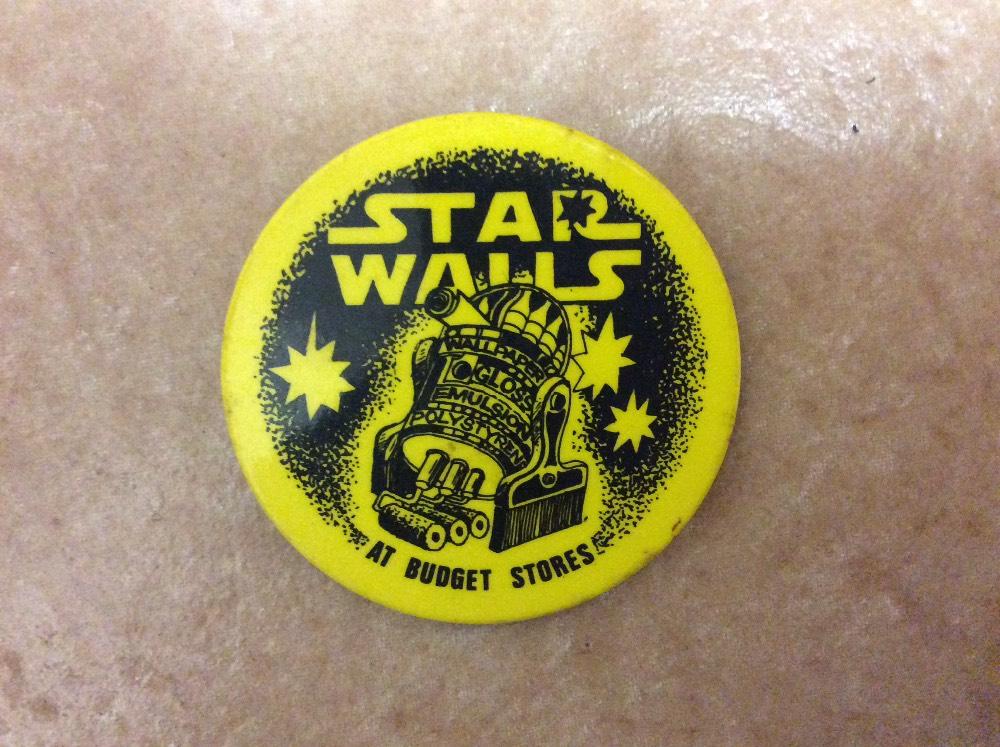 STAR
WALLS
WALLPAPER
GLOSS
EMULSION
POLYSTYRENE
AT BUDGET STORES